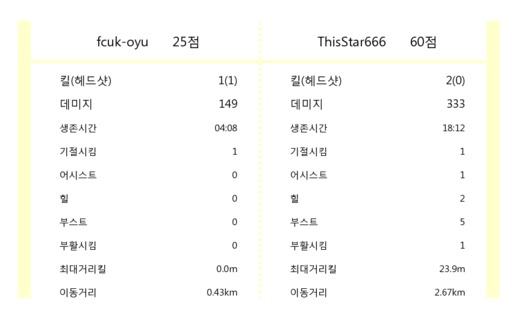 fcuk-oyu 25점 ThisStar666 60점
킬(헤드샷) 1(1) 킬(헤드샷) 2(0)
데미지 149 데미지 333
생존시간 04:08 생존시간 18:12
기절시킴 1 기절시킴 1
어시스트 0 어시스트 1
힐 0 힐 2
부스트 0 부스트 5
부활시킴 0 부활시킴 1
최대거리킬 0.0m 최대거리킬 23.9m
이동거리 0.43km 이동거리 2.67km